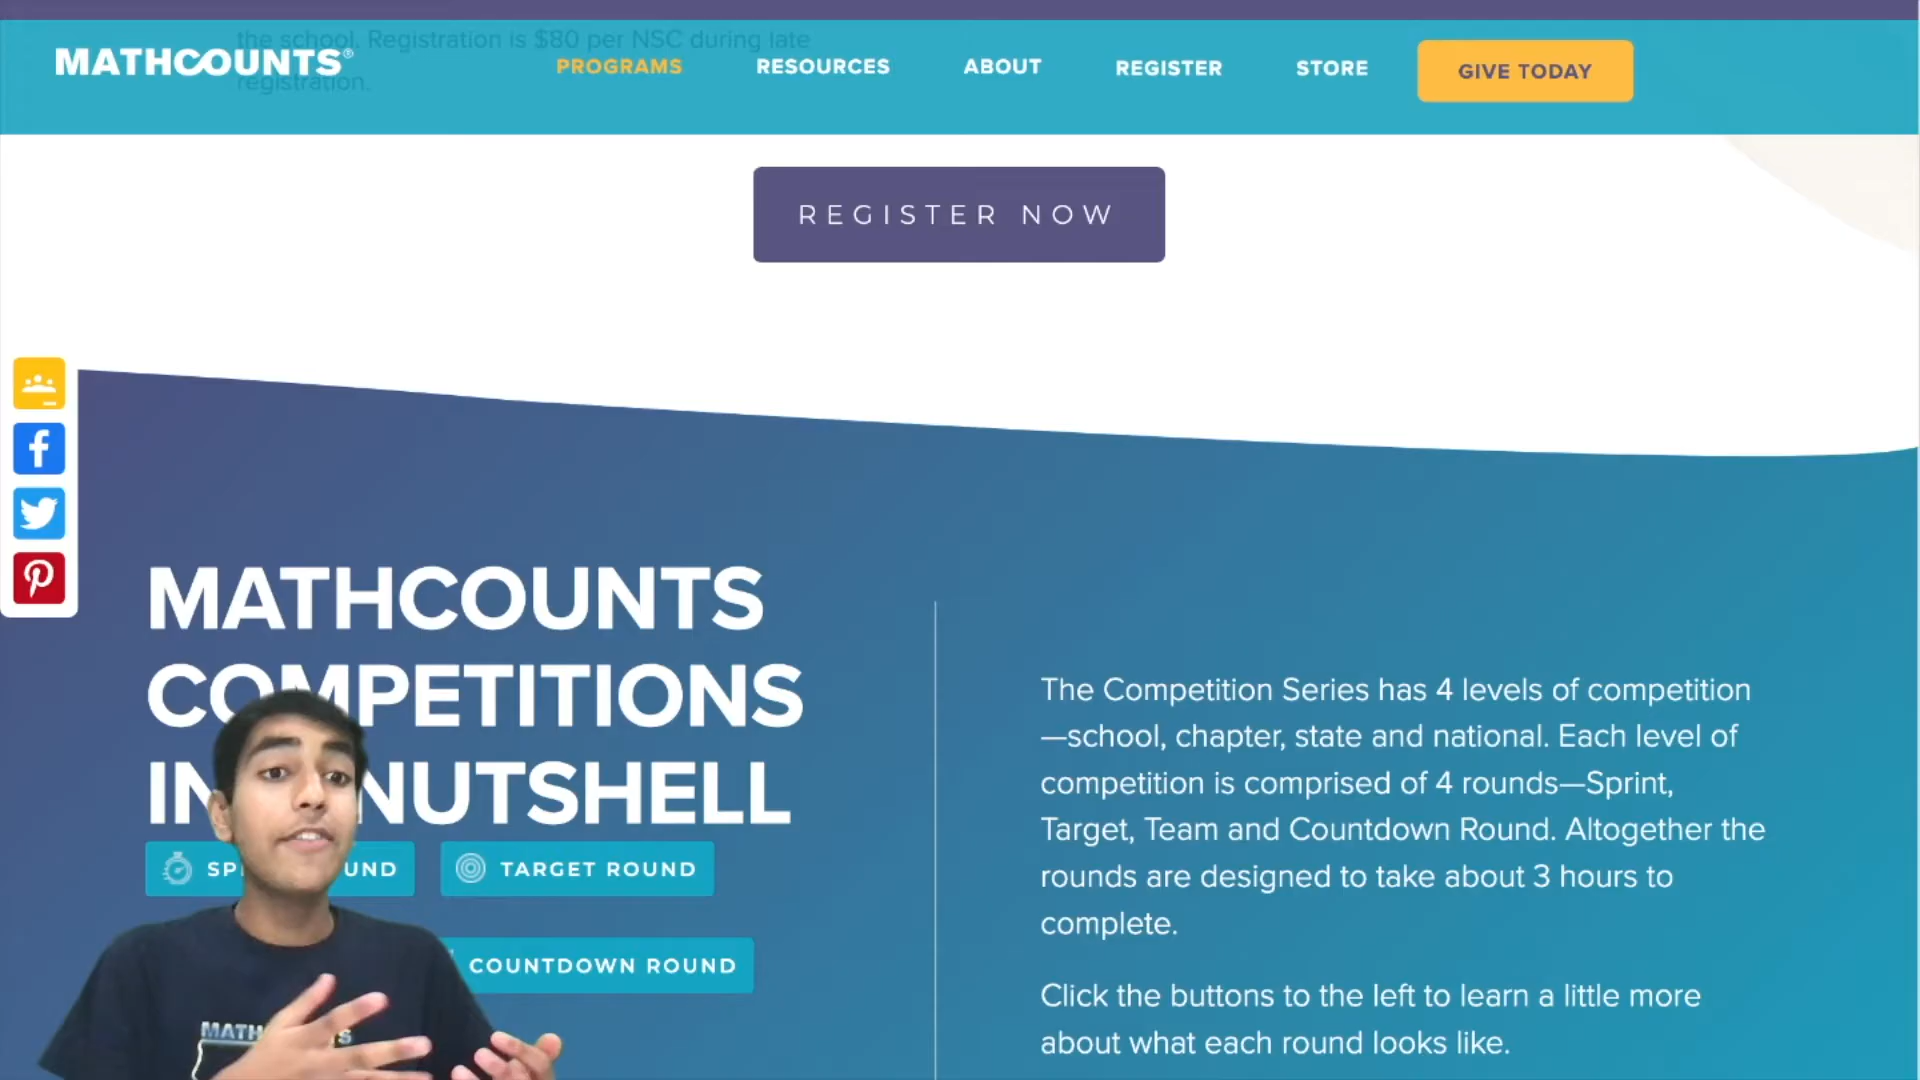 the school. Registration is $80 per NSC during late
registration.
MATHCOUNTS®
PROGRAMS
RESOURCES
ABOUT
REGISTER
STORE
GIVE TODAY
REGISTER NOW
MATHCOUNTS
COMPETITIONS
IN NUTSHELL
TARGET ROUND
COUNTDOWN ROUND
The Competition Series has 4 levels of competition
—school, chapter, state and national. Each level of
competition is comprised of 4 rounds—Sprint,
Target, Team and Countdown Round. Altogether the
rounds are designed to take about 3 hours to
complete.
Click the buttons to the left to learn a little more
about what each round looks like.